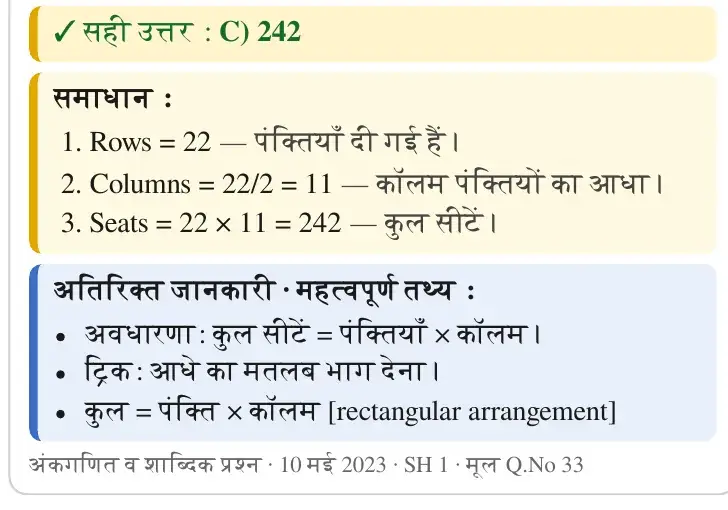 ✓ सही उत्तर : C) 242
समाधान :
1. Rows = 22 — पंक्तियाँ दी गई हैं।
2. Columns = 22/2 = 11 — कॉलम पंक्तियों का आधा।
3. Seats = 22 × 11 = 242 — कुल सीटें।
अतिरिक्त जानकारी · महत्वपूर्ण तथ्य :
• अवधारणा : कुल सीटें = पंक्तियाँ × कॉलम।
• ट्रिक : आधे का मतलब भाग देना।
• कुल = पंक्ति × कॉलम [rectangular arrangement]
अंकगणित व शाब्दिक प्रश्न · 10 मई 2023 · SH 1 · मूल Q.No 33